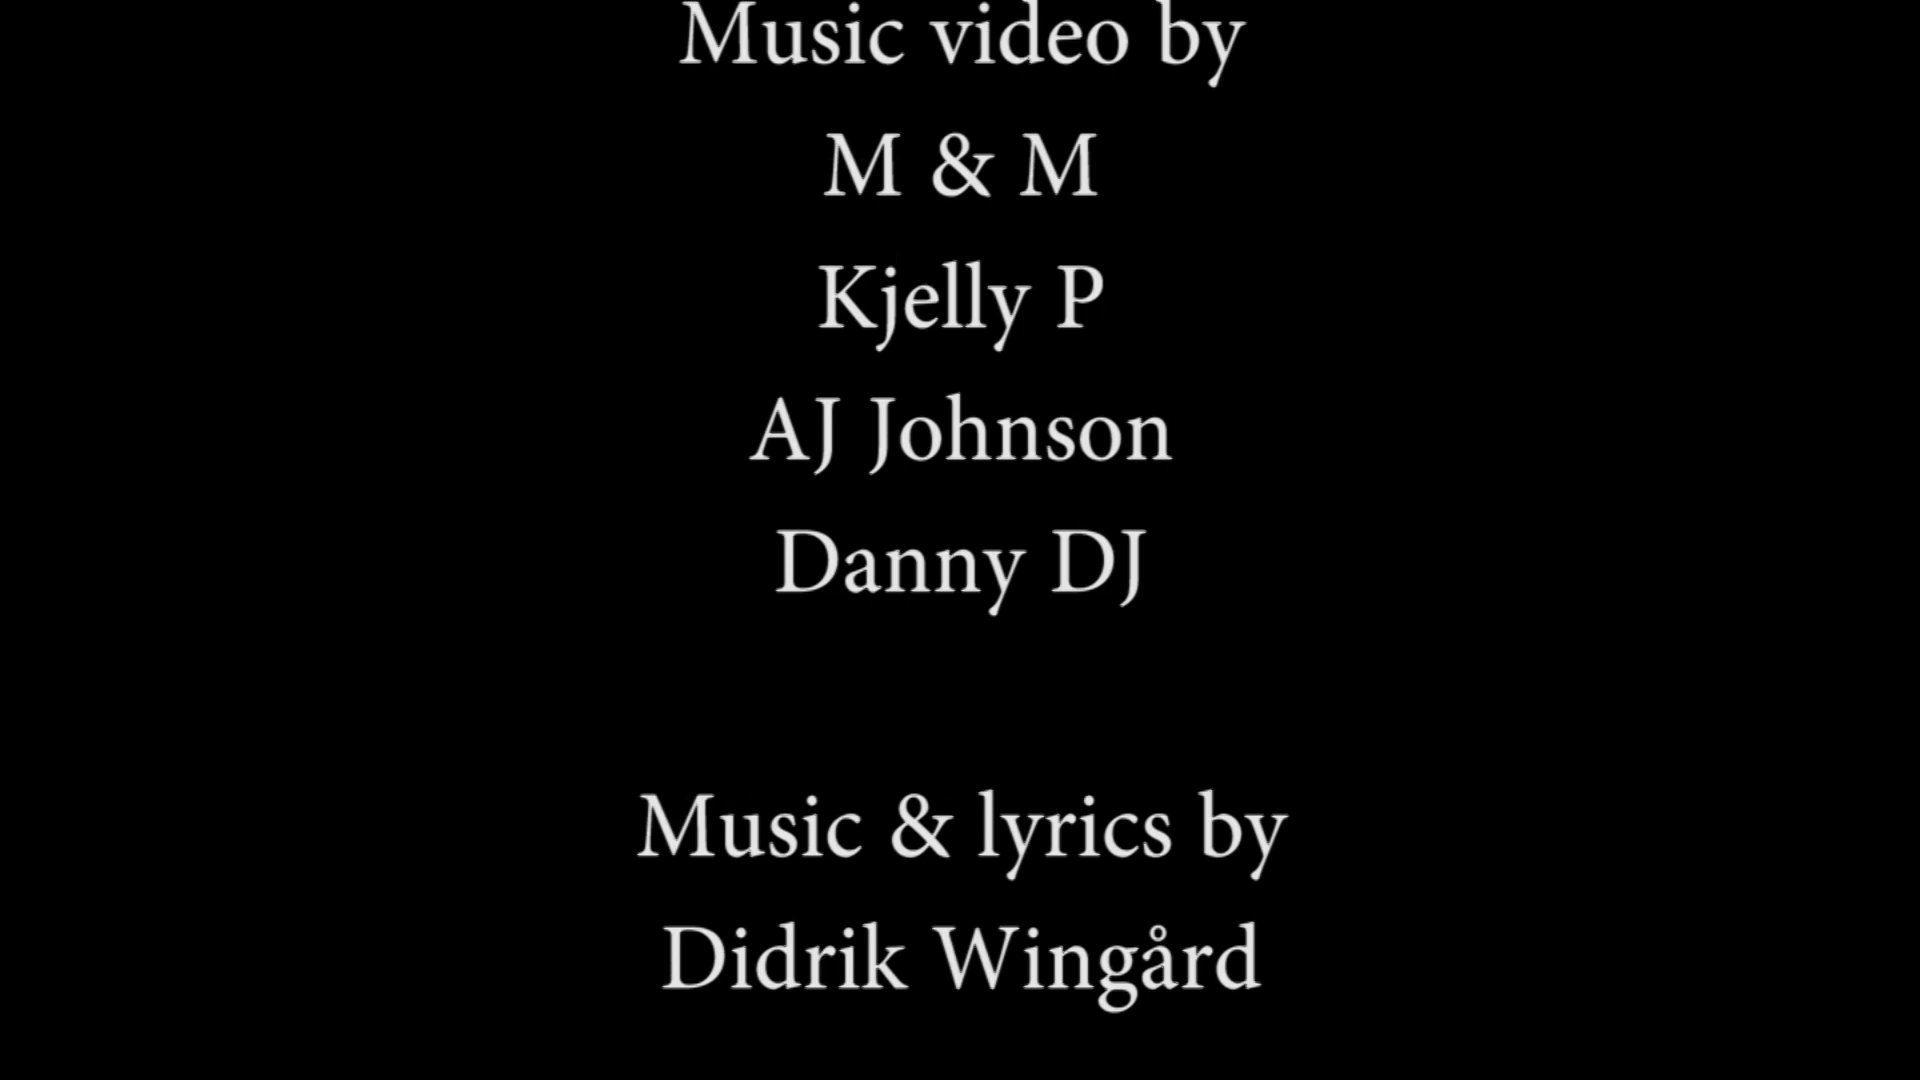 Music video by
M & M
Kjelly P
AJ Johnson
Danny DJ
Music & lyrics by
Didrik Wingård